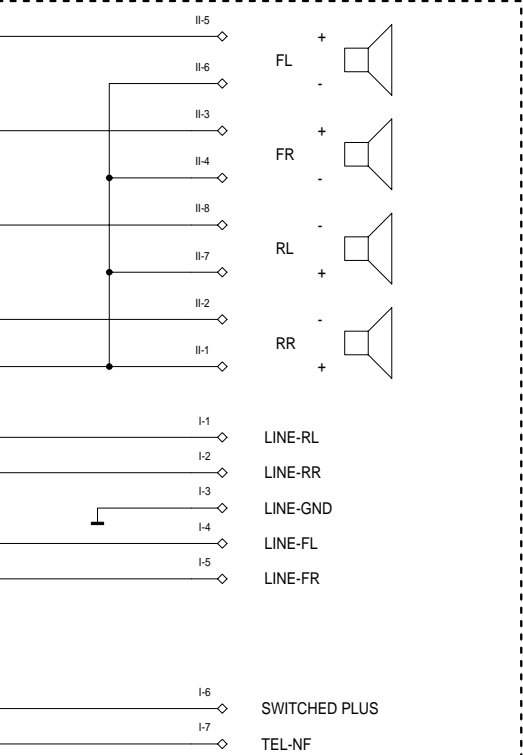 II-5
+
FL
II-6
-
II-3
+
FR
II-4
-
II-8
-
RL
II-7
+
II-2
-
RR
II-1
+
I-1
LINE-RL
I-2
LINE-RR
I-3
LINE-GND
I-4
LINE-FL
I-5
LINE-FR
I-6
SWITCHED PLUS
I-7
TEL-NF